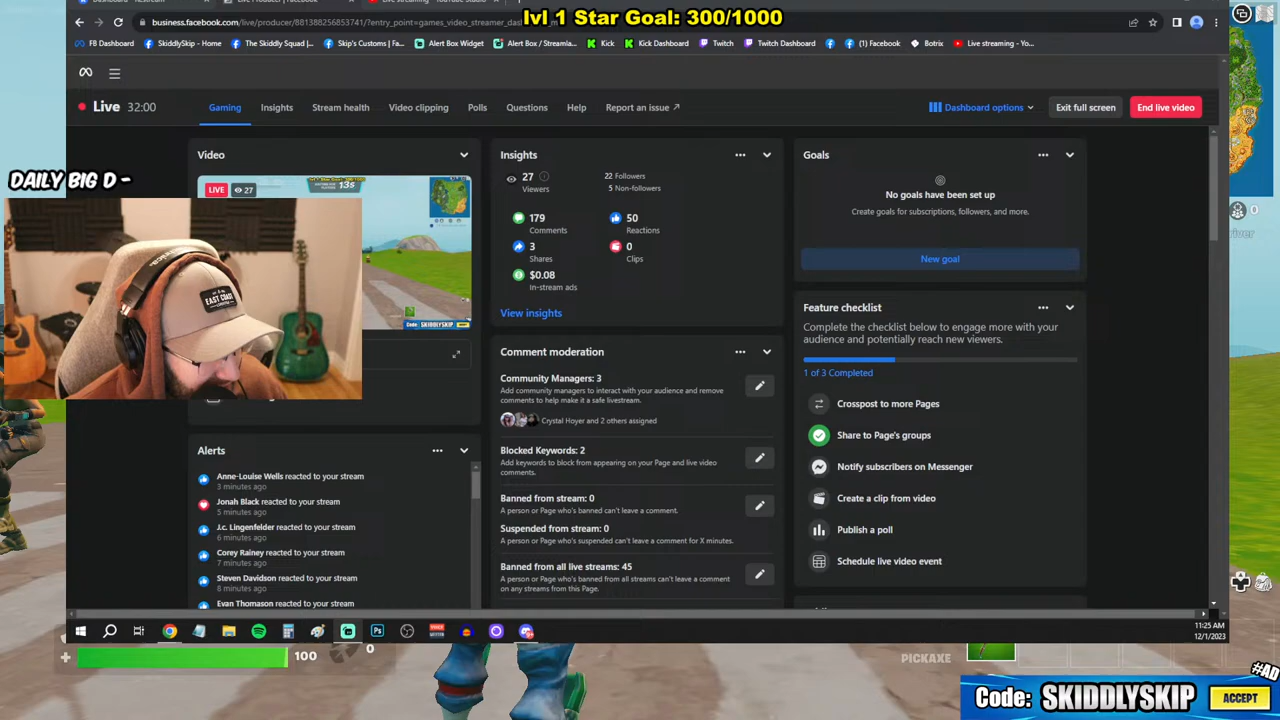 lvl 1 Star Goal: 300/1000
business.facebook.com/live/producer/881388256853741/?entry_point=games_video_streamer_das
FB Dashboard
SkiddlySkip - Home
The Skiddly Squad |...
Skip's Customs | Fa...
Alert Box Widget
Alert Box / Streamla...
Kick
Kick Dashboard
Twitch
Twitch Dashboard
(1) Facebook
Botrix
Live streaming - Yo...
Live 32:00
Gaming
Insights
Stream health
Video clipping
Polls
Questions
Help
Report an issue
Dashboard options
Exit full screen
End live video
DAILY BIG D -
Video
LIVE 27
13s
Code: SKIDDLYSKIP
Alerts
Anne-Louise Wells reacted to your stream
3 minutes ago
Jonah Black reacted to your stream
5 minutes ago
J.c. Lingenfelder reacted to your stream
6 minutes ago
Corey Rainey reacted to your stream
7 minutes ago
Steven Davidson reacted to your stream
8 minutes ago
Evan Thomason reacted to your stream
EAST COAST
Insights
27
Viewers
22 Followers
5 Non-followers
179
Comments
50
Reactions
3
Shares
0
Clips
$0.08
In-stream ads
View insights
Comment moderation
Community Managers: 3
Add community managers to interact with your audience and remove
comments to help make it a safe livestream.
Crystal Hoyer and 2 others assigned
Blocked Keywords: 2
Add keywords to block from appearing on your Page and live video
comments.
Banned from stream: 0
A person or Page who's banned can't leave a comment.
Suspended from stream: 0
A person or Page who's suspended can't leave a comment for X minutes.
Banned from all live streams: 45
A person or Page who's banned from all streams can't leave a comment
on any streams from this Page.
Goals
No goals have been set up
Create goals for subscriptions, followers, and more.
New goal
Feature checklist
Complete the checklist below to engage more with your
audience and potentially reach new viewers.
1 of 3 Completed
Crosspost to more Pages
Share to Page's groups
Notify subscribers on Messenger
Create a clip from video
Publish a poll
Schedule live video event
0
11:25 AM
12/1/2023
100
0
PICKAXE
#AD
Code: SKIDDLYSKIP ACCEPT